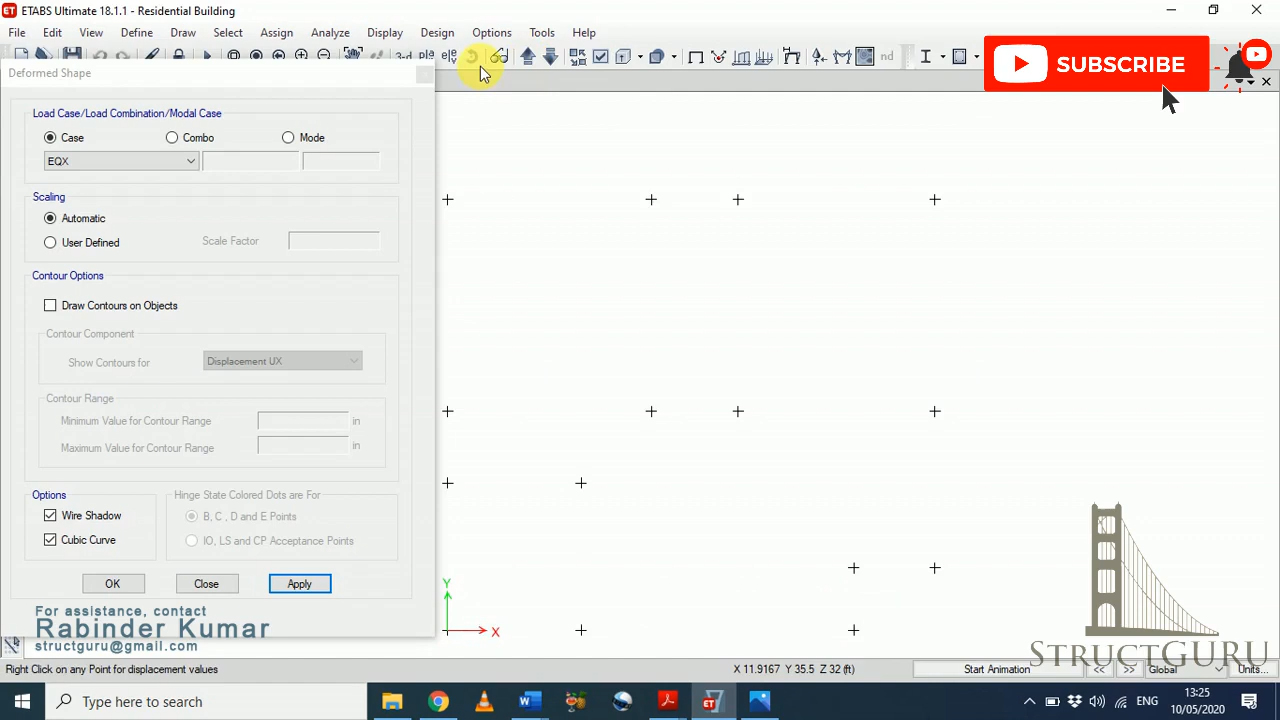 ETABS Ultimate 18.1.1 - Residential Building
File Edit View Define Draw Select Assign Analyze Display Design Options Tools Help
3-d nd
SUBSCRIBE
Deformed Shape
Load Case/Load Combination/Modal Case
Case Combo Mode
EQX
Scaling
Automatic
User Defined Scale Factor
Contour Options
Draw Contours on Objects
Contour Component
Show Contours for Displacement UX
Contour Range
Minimum Value for Contour Range in
Maximum Value for Contour Range in
Options Hinge State Colored Dots are For
Wire Shadow B, C , D and E Points
Cubic Curve IO, LS and CP Acceptance Points
OK Close Apply
Y
X
For assistance, contact
Rabinder Kumar
structguru@gmail.com
STRUCTGURU
Right Click on any Point for displacement values X 11.9167 Y 35.5 Z 32 (ft) Start Animation << >> Global Units...
Type here to search ENG 13:25
10/05/2020